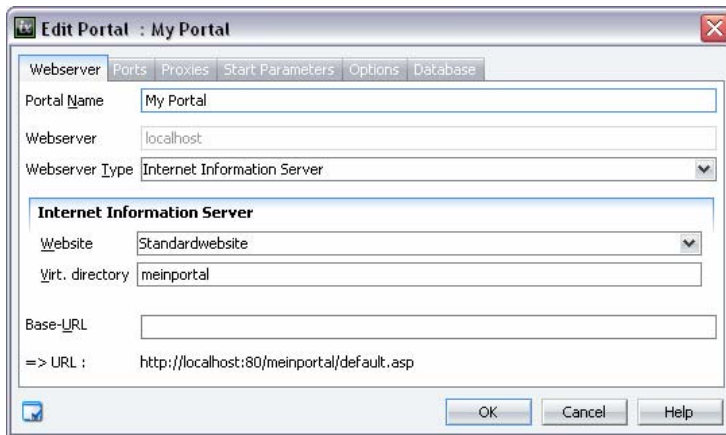 ix Edit Portal : My Portal
Webserver Ports Proxies Start Parameters Options Database
Portal Name My Portal
Webserver localhost
Webserver Type Internet Information Server
Internet Information Server
Website Standardwebsite
Virt. directory meinportal
Base-URL
=> URL : http://localhost:80/meinportal/default.asp
OK Cancel Help